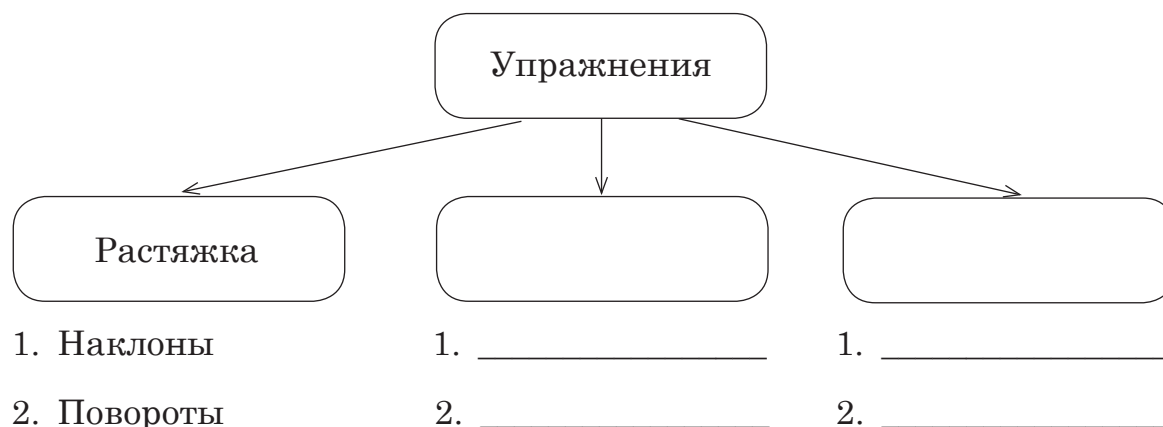 Упражнения
Растяжка
1. Наклоны 1. 1.
2. Повороты 2. 2.